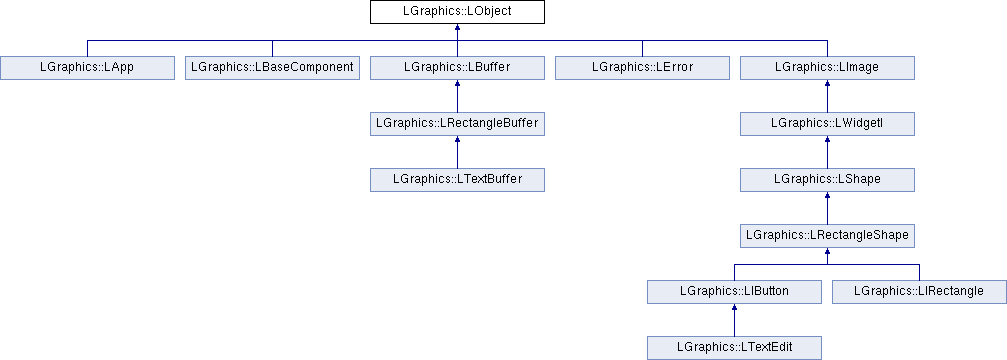 LGraphics::LObject
LGraphics::LApp
LGraphics::LBaseComponent
LGraphics::LBuffer
LGraphics::LError
LGraphics::LImage
LGraphics::LRectangleBuffer
LGraphics::LWidgetI
LGraphics::LTextBuffer
LGraphics::LShape
LGraphics::LRectangleShape
LGraphics::LIButton
LGraphics::LIRectangle
LGraphics::LTextEdit